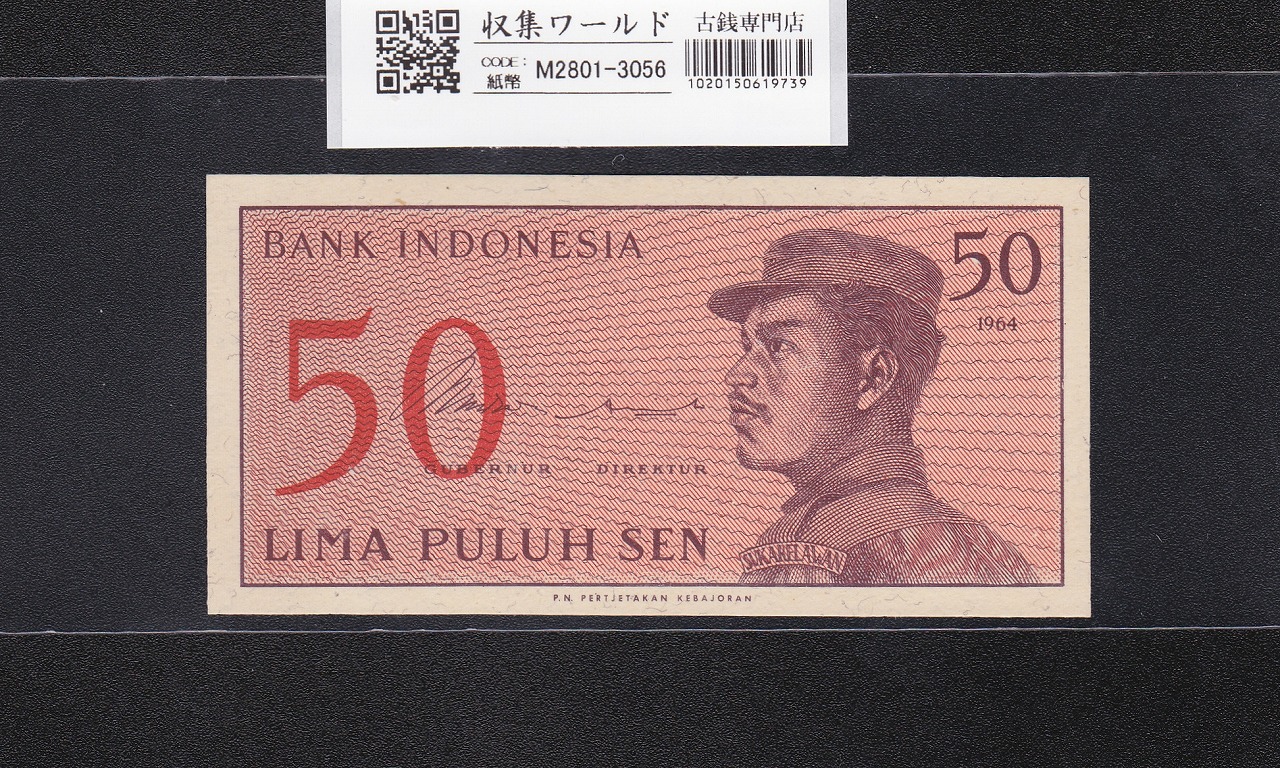 収集ワールド 古銭専門店
CODE：
紙幣 M2801-3056
1020150619739
BANK INDONESIA
50
1964
50
GUBERNUR DIREKTUR
LIMA PULUH SEN
SUKARELAWAN
P.N. PERTJETAKAN KEBAJORAN